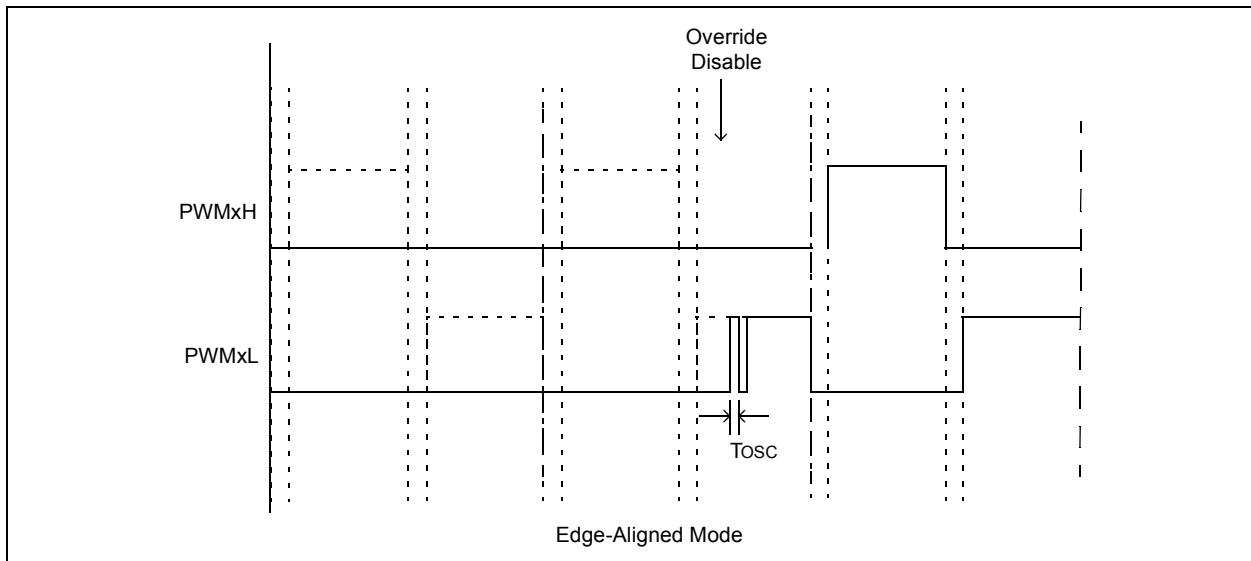 Override
Disable
PWMxH
PWMxL
TOSC
Edge-Aligned Mode